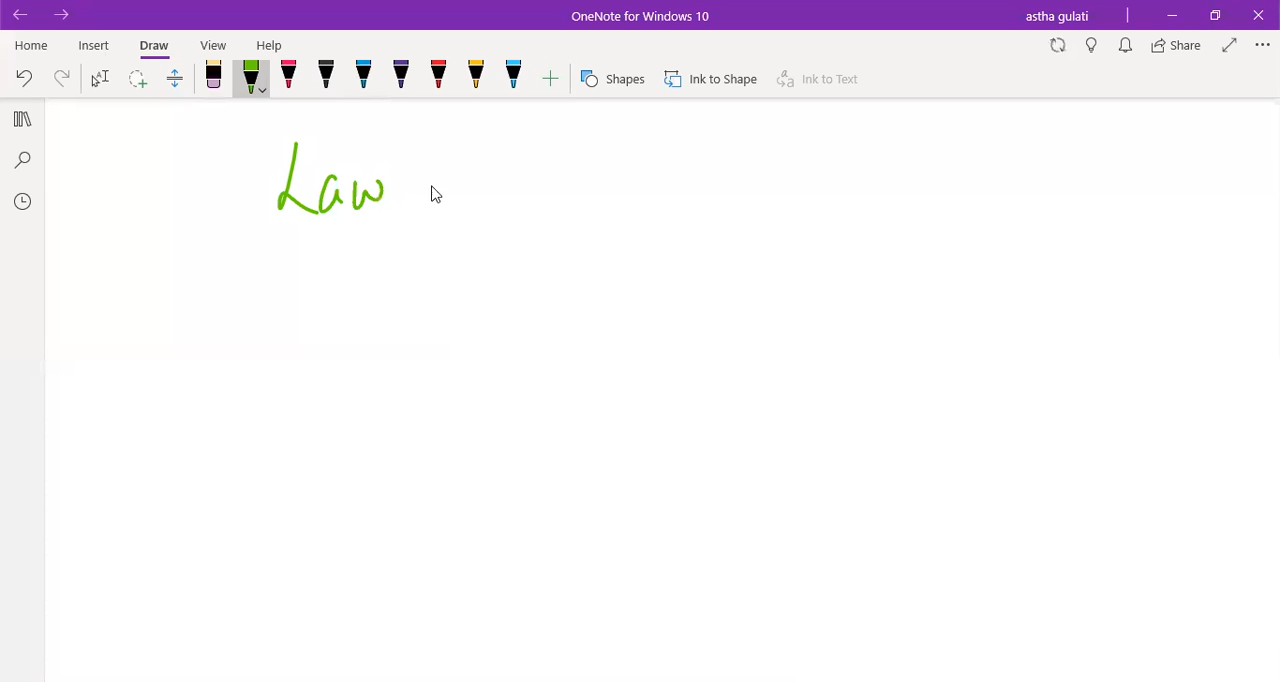 OneNote for Windows 10
astha gulati
Home Insert Draw View Help
Share
Shapes Ink to Shape Ink to Text
Law